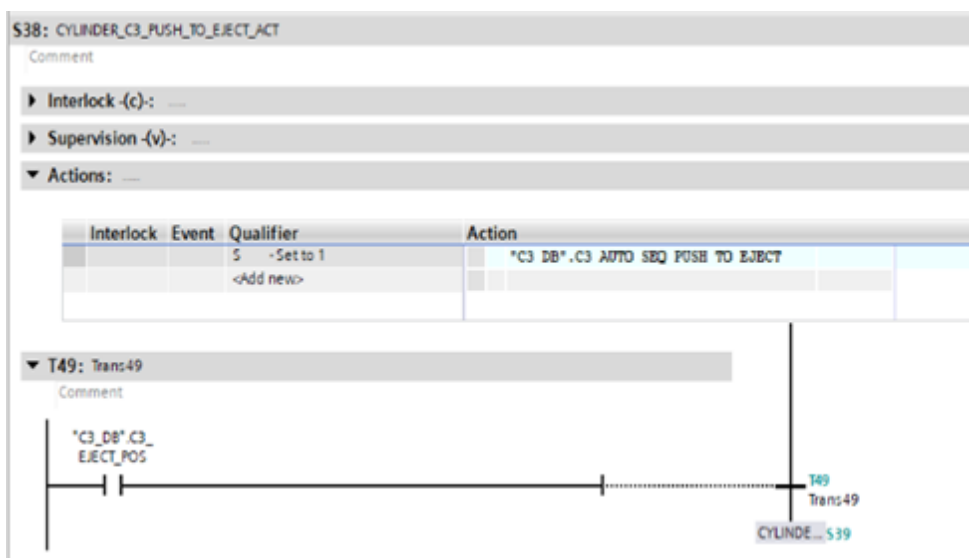 S38: CYLINDER_C3_PUSH_TO_EJECT_ACT
Comment
Interlock -(c)-: ....
Supervision -(v)-: ....
Actions: ....
Interlock Event Qualifier Action
S - Set to 1 "C3 DB".C3 AUTO SEQ PUSH TO EJECT
<Add new>
T49: Trans49
Comment
"C3_DB".C3_
EJECT_POS
T49
Trans49
CYLINDE... S39